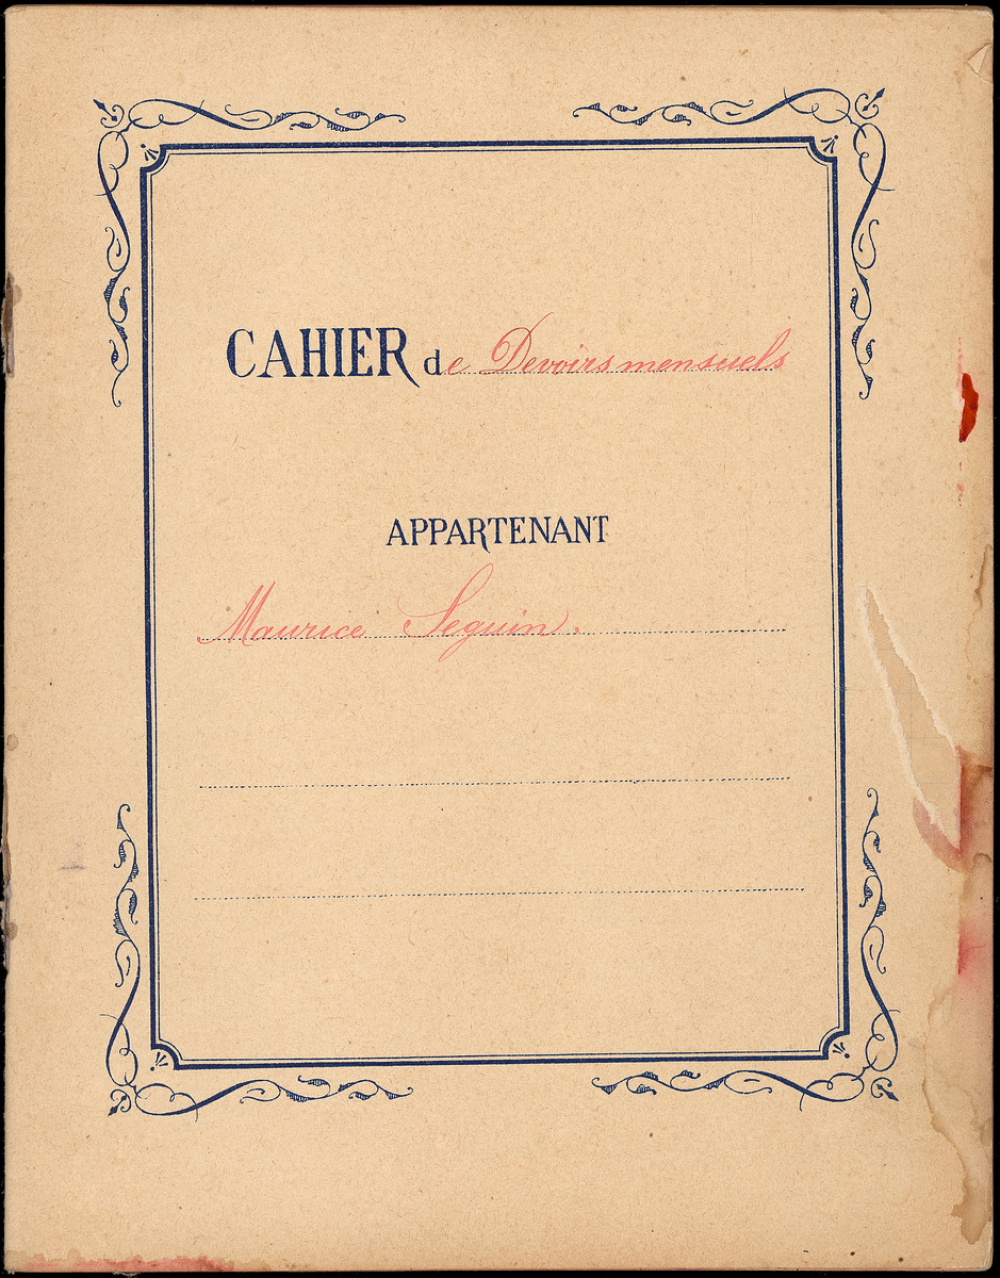 CAHIER de Devoirs mensuels
APPARTENANT
Maurice Seguin.